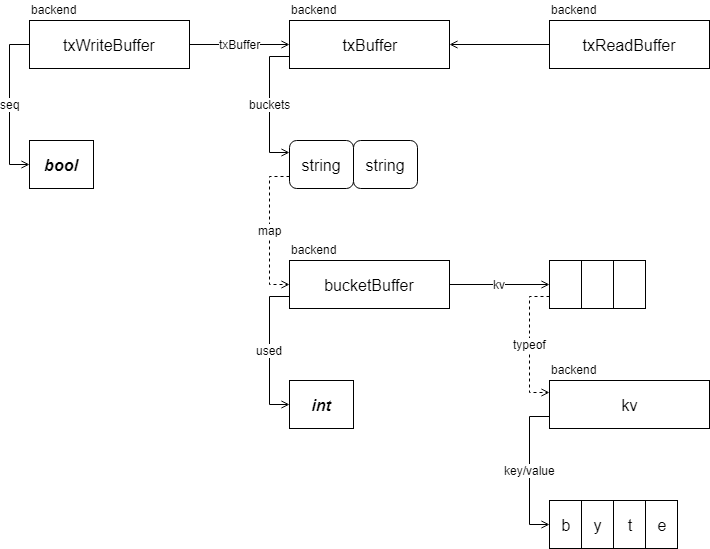 backend
backend
backend
txWriteBuffer
txBuffer
txBuffer
txReadBuffer
seq
buckets
bool
string
string
map
backend
bucketBuffer
kv
used
typeof
backend
int
kv
key/value
b y t e